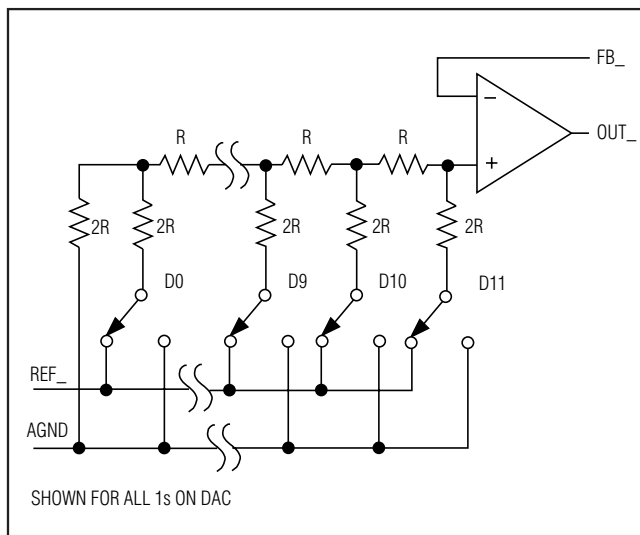 FB_
OUT_
−
+
R R R
2R 2R 2R 2R 2R
D0 D9 D10 D11
REF_
AGND
SHOWN FOR ALL 1s ON DAC